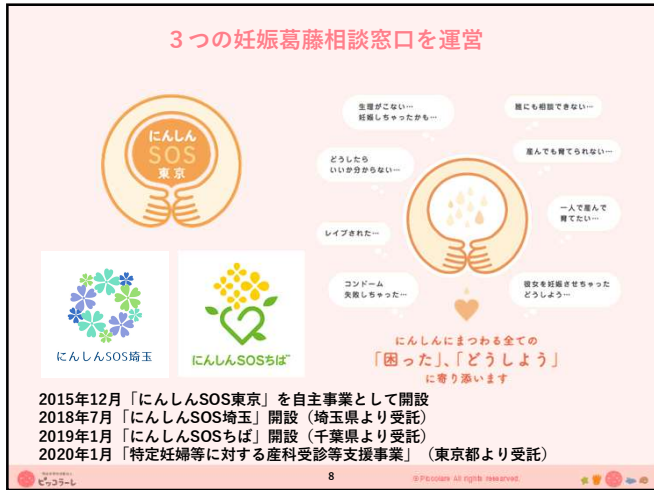 ３つの妊娠葛藤相談窓口を運営
にんしん
SOS
東京
生理がこない…
妊娠しちゃったかも…
誰にも相談できない…
どうしたら
いいか分からない…
産んでも育てられない…
一人で産んで
育てたい…
レイプされた…
コンドーム
失敗しちゃった…
彼女を妊娠させちゃった
どうしよう…
にんしんSOS埼玉
にんしんSOSちば
にんしんにまつわる全ての
「困った」、「どうしよう」
に寄り添います
2015年12月「にんしんSOS東京」を自主事業として開設
2018年7月「にんしんSOS埼玉」開設（埼玉県より受託）
2019年1月「にんしんSOSちば」開設（千葉県より受託）
2020年1月「特定妊婦等に対する産科受診等支援事業」（東京都より受託）
ピッコラーレ
8
© Piccolare All rights reserved.